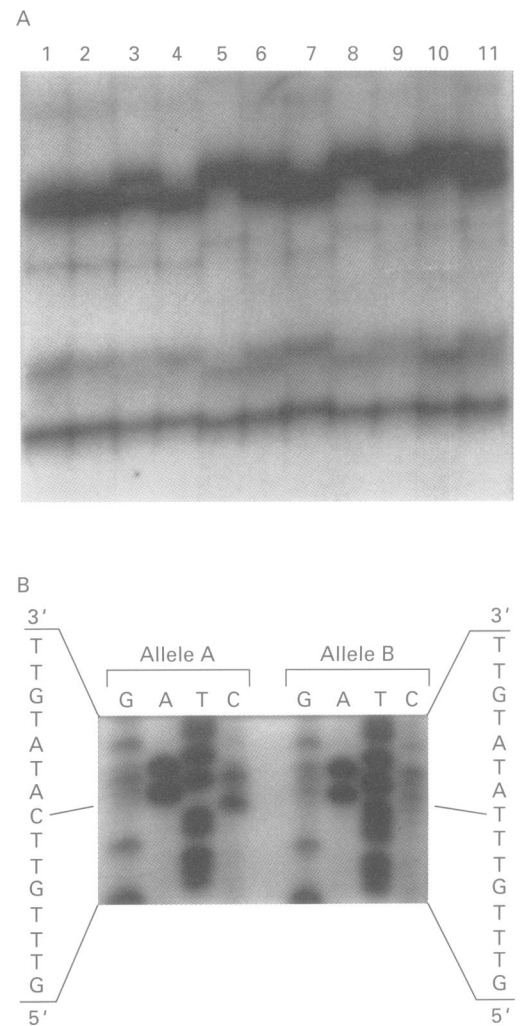 A
1 2 3 4 5 6 7 8 9 10 11
B
3′ 3′
Allele A Allele B
G A T C G A T C
T T
T T
G G
T T
A A
T T
A A
C T
T T
T T
G G
T T
T T
T T
G G
5′ 5′